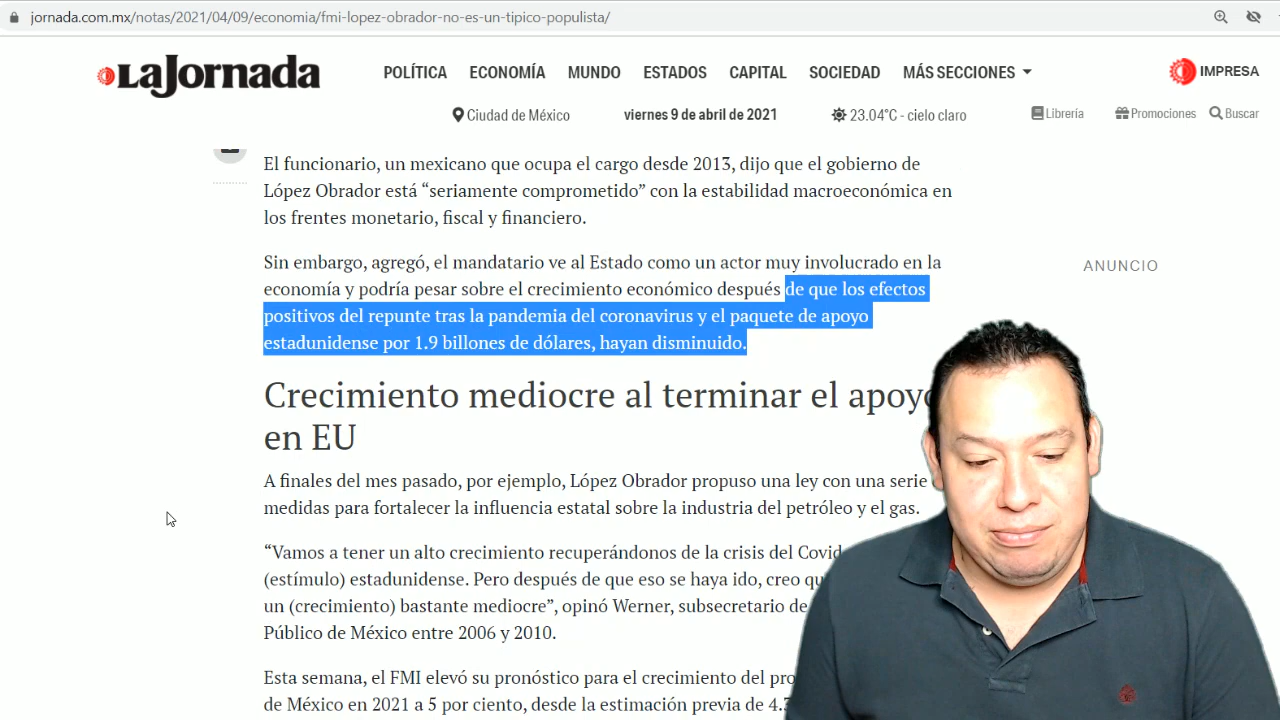 jornada.com.mx/notas/2021/04/09/economia/fmi-lopez-obrador-no-es-un-tipico-populista/
LaJornada
POLÍTICA ECONOMÍA MUNDO ESTADOS CAPITAL SOCIEDAD MÁS SECCIONES IMPRESA
Ciudad de México viernes 9 de abril de 2021 23.04°C - cielo claro Librería Promociones Buscar
El funcionario, un mexicano que ocupa el cargo desde 2013, dijo que el gobierno de
López Obrador está “seriamente comprometido” con la estabilidad macroeconómica en
los frentes monetario, fiscal y financiero.
Sin embargo, agregó, el mandatario ve al Estado como un actor muy involucrado en la
economía y podría pesar sobre el crecimiento económico después de que los efectos
positivos del repunte tras la pandemia del coronavirus y el paquete de apoyo
estadunidense por 1.9 billones de dólares, hayan disminuido.
ANUNCIO
Crecimiento mediocre al terminar el apoyo
en EU
A finales del mes pasado, por ejemplo, López Obrador propuso una ley con una serie
medidas para fortalecer la influencia estatal sobre la industria del petróleo y el gas.
“Vamos a tener un alto crecimiento recuperándonos de la crisis del Covid
(estímulo) estadunidense. Pero después de que eso se haya ido, creo
un (crecimiento) bastante mediocre”, opinó Werner, subsecretario de
Público de México entre 2006 y 2010.
Esta semana, el FMI elevó su pronóstico para el crecimiento del
de México en 2021 a 5 por ciento, desde la estimación previa de